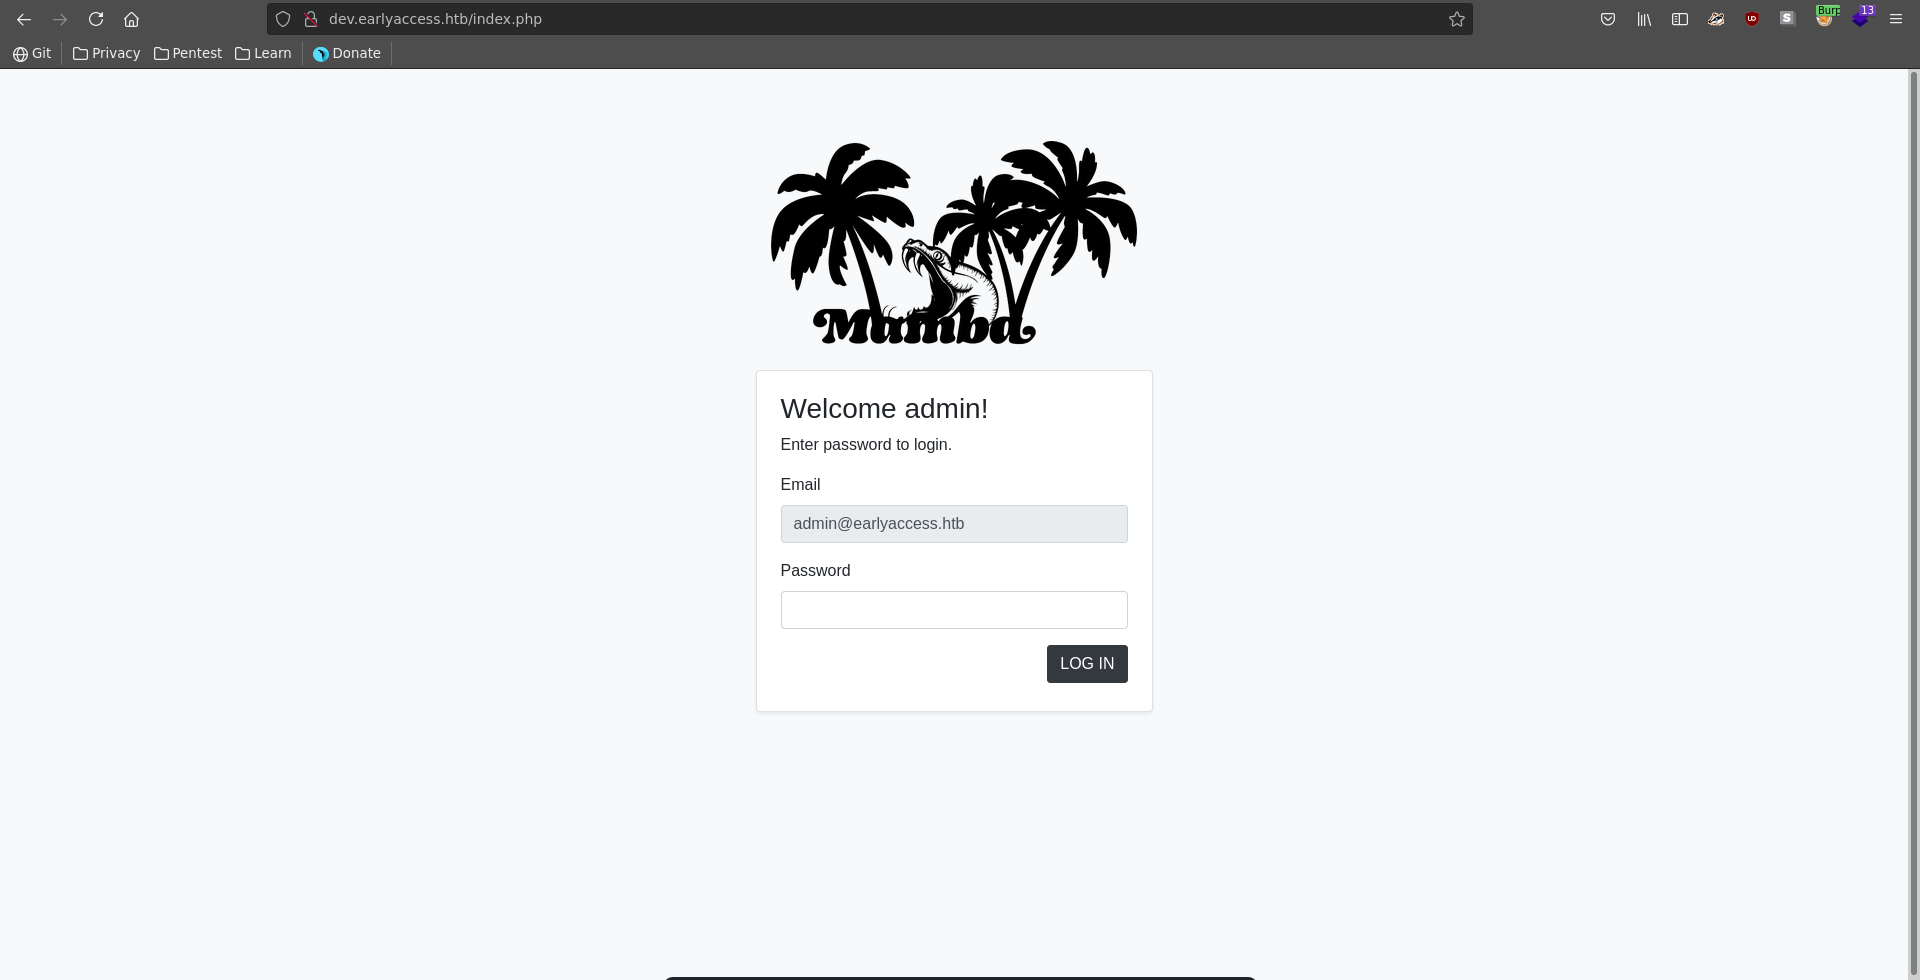 dev.earlyaccess.htb/index.php
Burp
13
Git
Privacy
Pentest
Learn
Donate
Mamba
Welcome admin!
Enter password to login.
Email
admin@earlyaccess.htb
Password
LOG IN